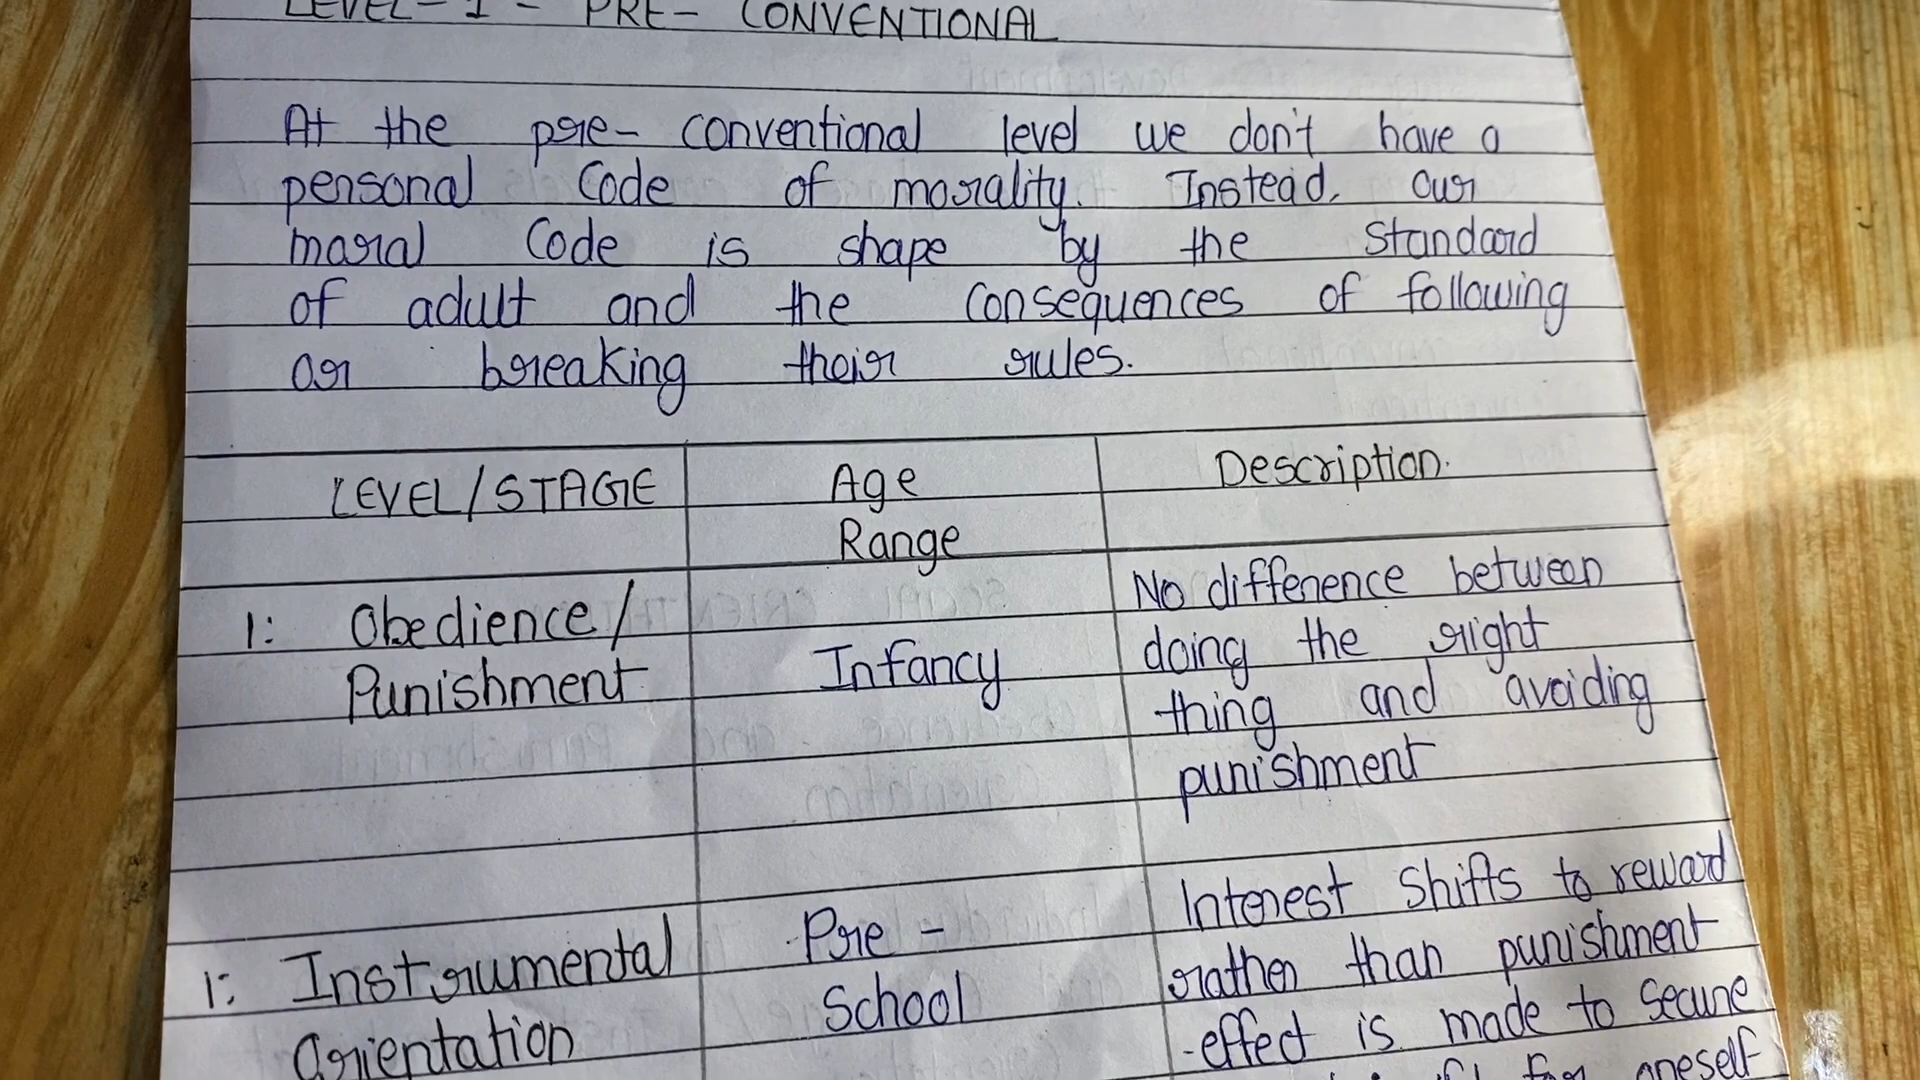 LEVEL-1 - PRE- CONVENTIONAL
At the pre- conventional level we don't have a
personal Code of morality. Instead, our
moral Code is shape by the Standard
of adult and the Consequences of following
or breaking their rules.
LEVEL/STAGE Age Description.
Range
1: Obedience/ No difference between
Punishment Infancy doing the right
thing and avoiding
punishment
1: Instrumental Pre - Interest Shifts to reward
Orientation School rather than punishment
-effect is made to Secure
for oneself